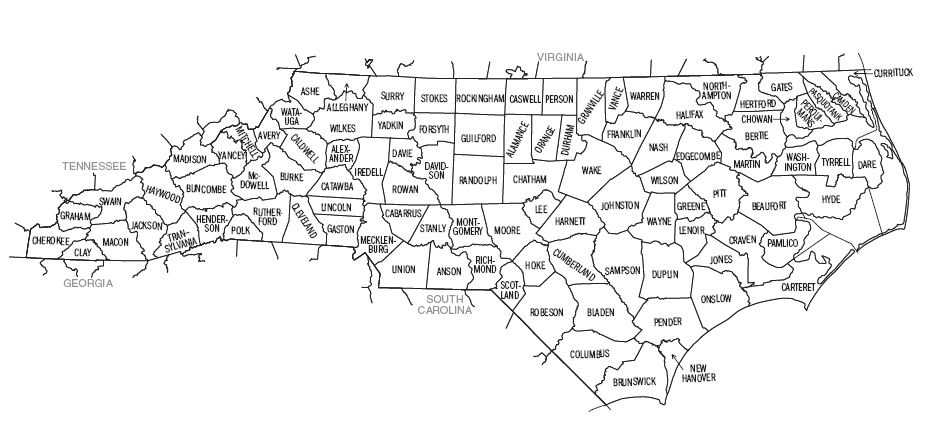 VIRGINIA
CURRITUCK
ASHE
ALLEGHANY
SURRY
STOKES
ROCKINGHAM
CASWELL
PERSON
GRANVILLE
VANCE
WARREN
NORTH-
AMPTON
GATES
HERTFORD
PASQUOTANK
CAMDEN
PERQUI-
MANS
CHOWAN
BERTIE
HALIFAX
WATA-
UGA
WILKES
YADKIN
FORSYTH
GUILFORD
ALAMANCE
ORANGE
DURHAM
FRANKLIN
NASH
EDGECOMBE
MARTIN
WASH-
INGTON
TYRRELL
DARE
MITCHELL
AVERY
CALDWELL
ALEX-
ANDER
IREDELL
DAVIE
DAVID-
SON
RANDOLPH
CHATHAM
WAKE
WILSON
PITT
BEAUFORT
HYDE
TENNESSEE
MADISON
YANCEY
Mc-
DOWELL
BURKE
CATAWBA
ROWAN
JOHNSTON
GREENE
SWAIN
HAYWOOD
BUNCOMBE
LINCOLN
CABARRUS
STANLY
MONT-
GOMERY
MOORE
LEE
HARNETT
WAYNE
LENOIR
CRAVEN
PAMLICO
GRAHAM
CHEROKEE
CLAY
MACON
JACKSON
TRAN-
SYLVANIA
HENDER-
SON
POLK
RUTHER-
FORD
CLEVELAND
GASTON
MECKLEN-
BURG
UNION
ANSON
RICH-
MOND
SCOT-
LAND
HOKE
CUMBERLAND
SAMPSON
DUPLIN
JONES
CARTERET
ONSLOW
GEORGIA
SOUTH
CAROLINA
ROBESON
BLADEN
PENDER
COLUMBUS
BRUNSWICK
NEW
HANOVER